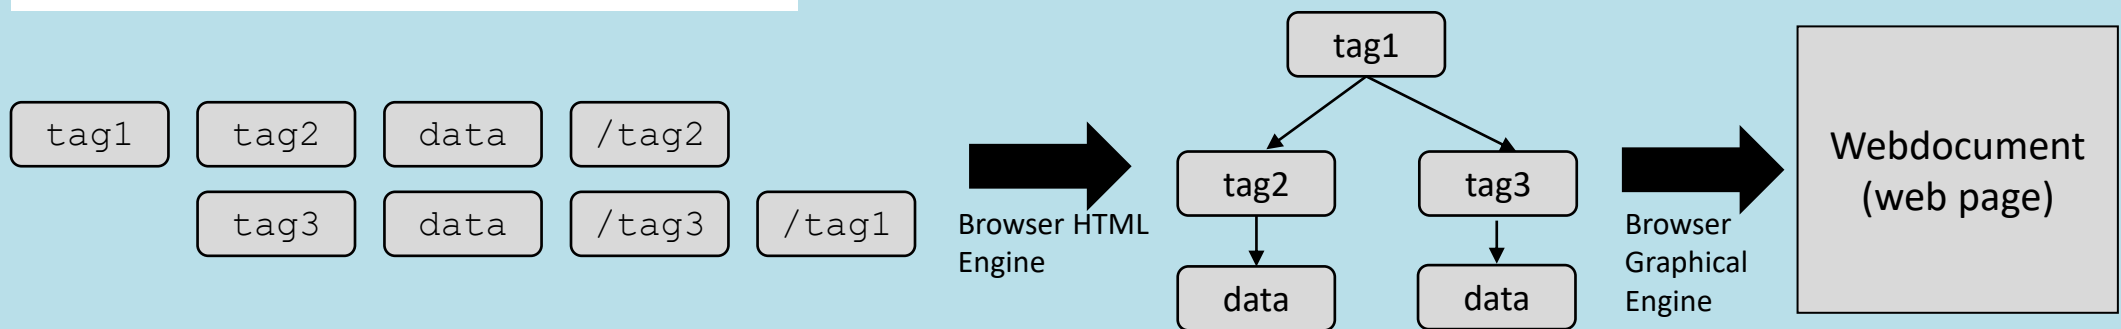 tag1 tag2 data /tag2
tag3 data /tag3 /tag1
Browser HTML
Engine
tag1
tag2 tag3
data data
Browser
Graphical
Engine
Webdocument
(web page)